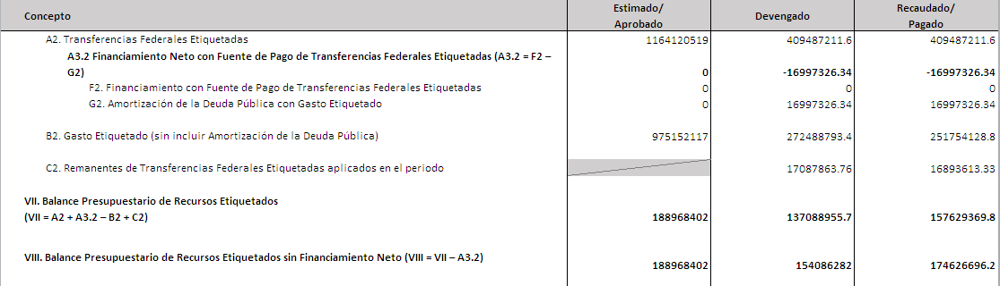 Concepto Estimado/ Aprobado Devengado Recaudado/ Pagado
A2. Transferencias Federales Etiquetadas 1164120519 409487211.6 409487211.6
A3.2 Financiamiento Neto con Fuente de Pago de Transferencias Federales Etiquetadas (A3.2 = F2 –
G2) 0 -16997326.34 -16997326.34
F2. Financiamiento con Fuente de Pago de Transferencias Federales Etiquetadas 0 0 0
G2. Amortización de la Deuda Pública con Gasto Etiquetado 0 16997326.34 16997326.34
B2. Gasto Etiquetado (sin incluir Amortización de la Deuda Pública) 975152117 272488793.4 251754128.8
C2. Remanentes de Transferencias Federales Etiquetadas aplicados en el periodo 17087863.76 16893613.33
VII. Balance Presupuestario de Recursos Etiquetados
(VII = A2 + A3.2 – B2 + C2) 188968402 137088955.7 157629369.8
VIII. Balance Presupuestario de Recursos Etiquetados sin Financiamiento Neto (VIII = VII – A3.2)
188968402 154086282 174626696.2